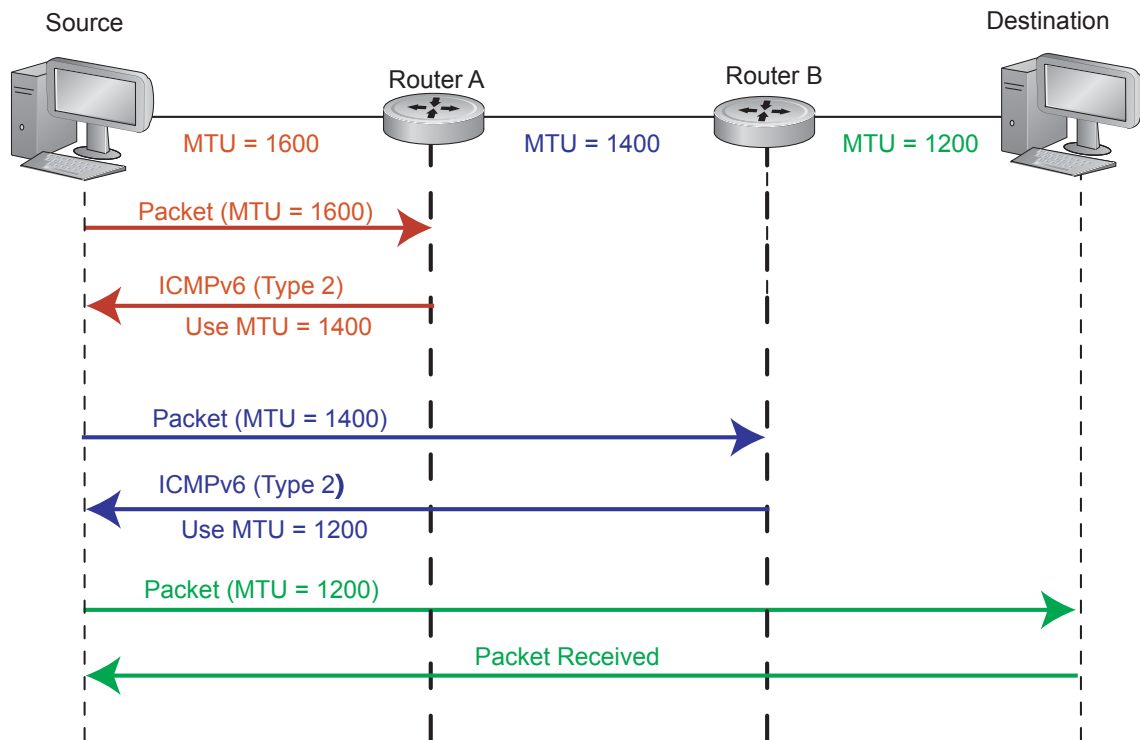 Source
Destination
Router A
Router B
MTU = 1600
MTU = 1400
MTU = 1200
Packet (MTU = 1600)
ICMPv6 (Type 2)
Use MTU = 1400
Packet (MTU = 1400)
ICMPv6 (Type 2)
Use MTU = 1200
Packet (MTU = 1200)
Packet Received